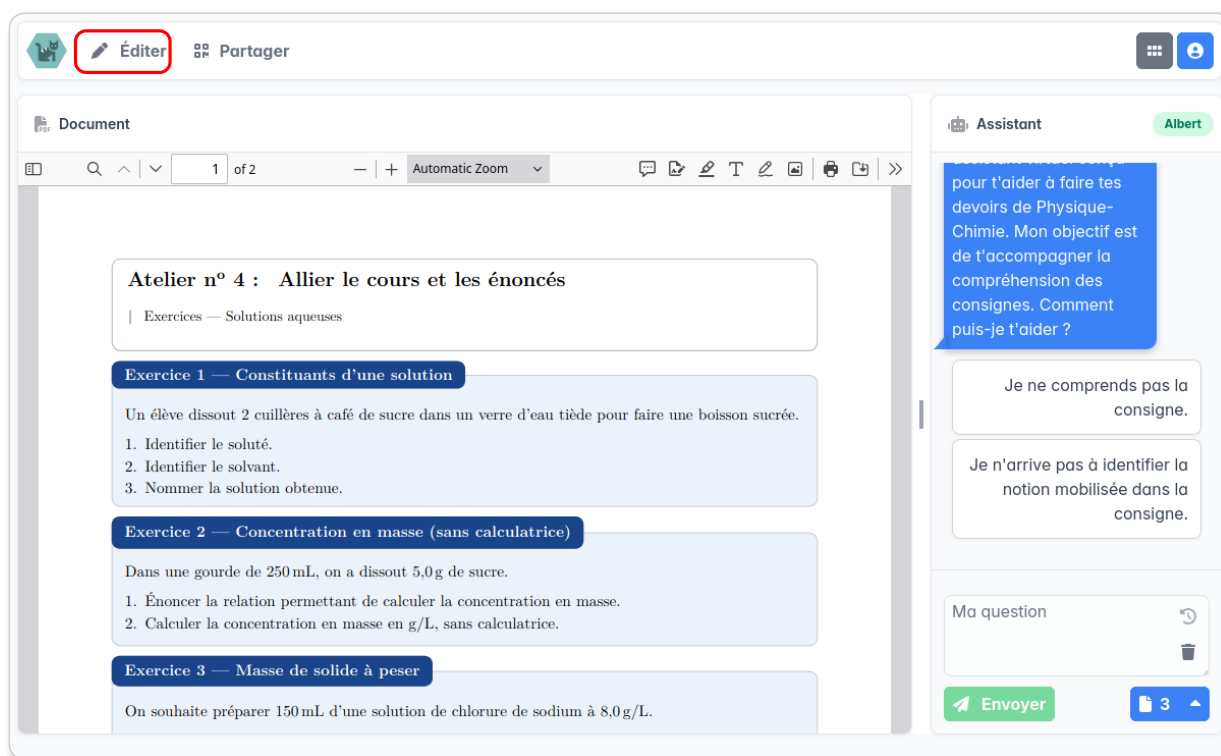 Éditer
Partager
Document
1 of 2
Automatic Zoom
Atelier nº 4 : Allier le cours et les énoncés
Exercices — Solutions aqueuses
Exercice 1 — Constituants d'une solution
Un élève dissout 2 cuillères à café de sucre dans un verre d'eau tiède pour faire une boisson sucrée.
1. Identifier le soluté.
2. Identifier le solvant.
3. Nommer la solution obtenue.
Exercice 2 — Concentration en masse (sans calculatrice)
Dans une gourde de 250 mL, on a dissout 5,0 g de sucre.
1. Énoncer la relation permettant de calculer la concentration en masse.
2. Calculer la concentration en masse en g/L, sans calculatrice.
Exercice 3 — Masse de solide à peser
On souhaite préparer 150 mL d'une solution de chlorure de sodium à 8,0 g/L.
Assistant
Albert
pour t'aider à faire tes
devoirs de Physique-
Chimie. Mon objectif est
de t'accompagner la
compréhension des
consignes. Comment
puis-je t'aider ?
Je ne comprends pas la
consigne.
Je n'arrive pas à identifier la
notion mobilisée dans la
consigne.
Ma question
Envoyer
3